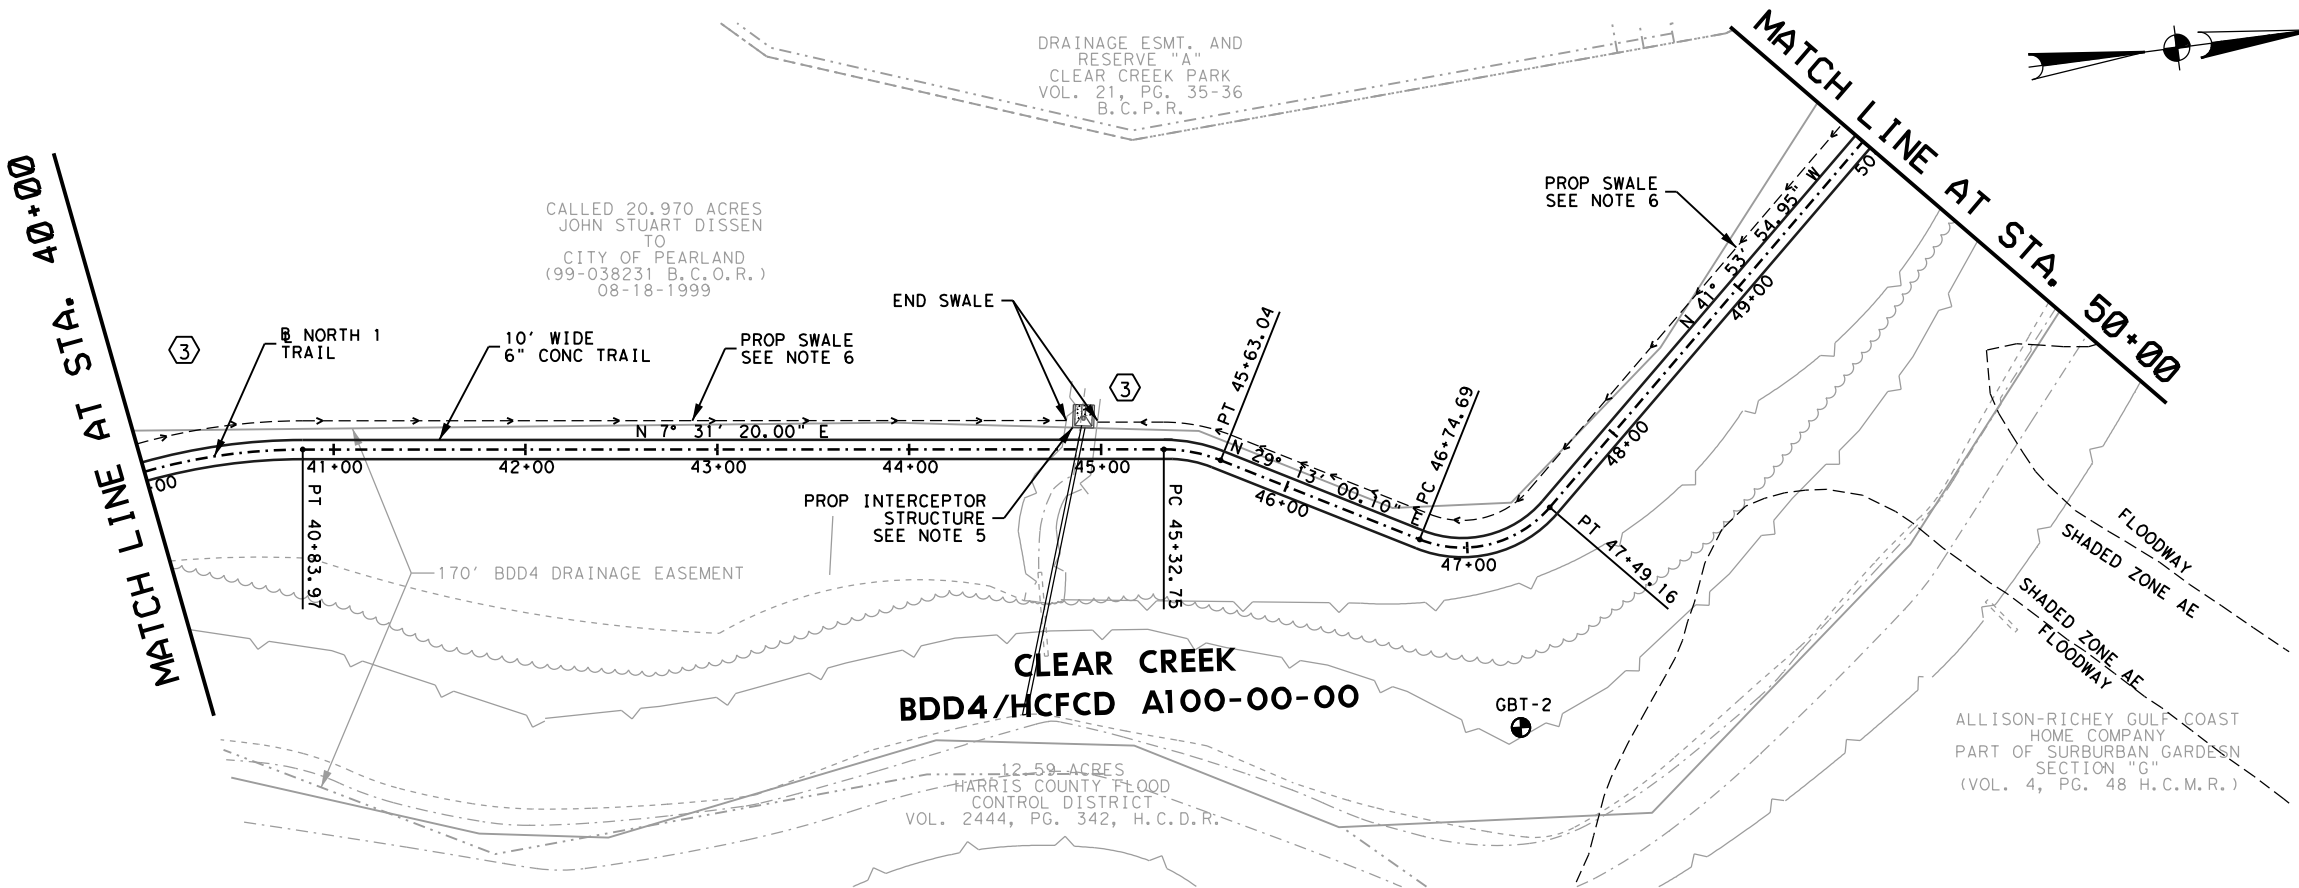 DRAINAGE ESMT. AND
RESERVE "A"
CLEAR CREEK PARK
VOL. 21, PG. 35-36
B.C.P.R.
MATCH LINE AT STA. 50+00
MATCH LINE AT STA. 40+00
CALLED 20.970 ACRES
JOHN STUART DISSEN
TO
CITY OF PEARLAND
(99-038231 B.C.O.R.)
08-18-1999
PROP SWALE
SEE NOTE 6
END SWALE
3
BL NORTH 1
TRAIL
10' WIDE
6" CONC TRAIL
PROP SWALE
SEE NOTE 6
3
N 7° 31' 20.00" E
N 29° 13' 00.10" E
N 41° 53' 54.95" W
PT 45+63.04
PC 46+74.69
00
41+00
42+00
43+00
44+00
45+00
46+00
47+00
48+00
49+00
50
PT 40+83.97
PC 45+32.75
PT 47+49.16
PROP INTERCEPTOR
STRUCTURE
SEE NOTE 5
170' BDD4 DRAINAGE EASEMENT
CLEAR CREEK
BDD4/HCFCD A100-00-00
GBT-2
FLOODWAY
SHADED ZONE AE
SHADED ZONE AE
FLOODWAY
12.59 ACRES
HARRIS COUNTY FLOOD
CONTROL DISTRICT
VOL. 2444, PG. 342, H.C.D.R.
ALLISON-RICHEY GULF COAST
HOME COMPANY
PART OF SURBURBAN GARDESN
SECTION "G"
(VOL. 4, PG. 48 H.C.M.R.)